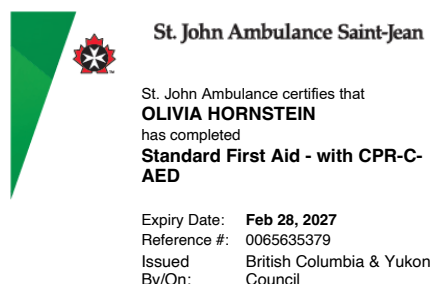 St. John Ambulance Saint-Jean
St. John Ambulance certifies that
OLIVIA HORNSTEIN
has completed
Standard First Aid - with CPR-C-
AED
Expiry Date: Feb 28, 2027
Reference #: 0065635379
Issued British Columbia & Yukon
By/On: Council